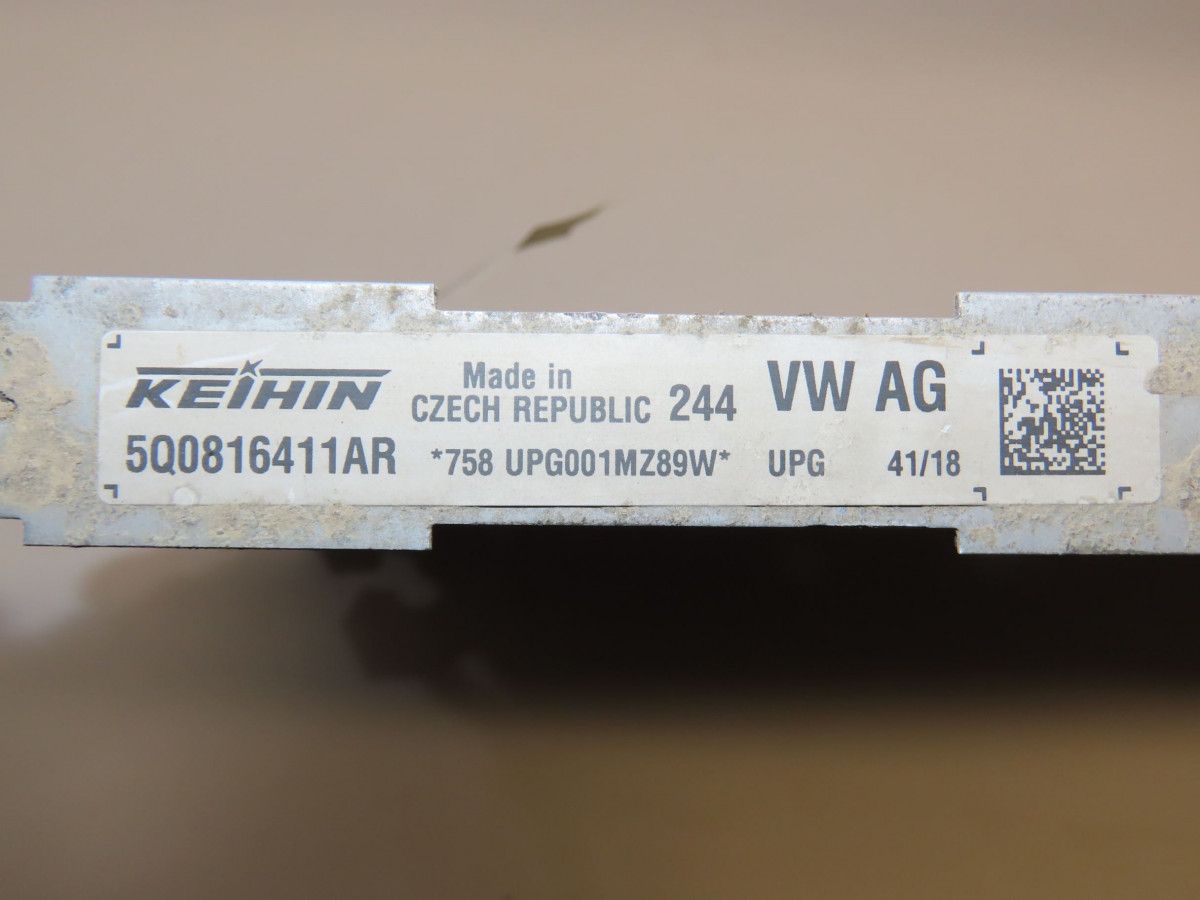 KEIHIN Made in CZECH REPUBLIC 244 VW AG
5Q0816411AR *758 UPG001MZ89W* UPG 41/18